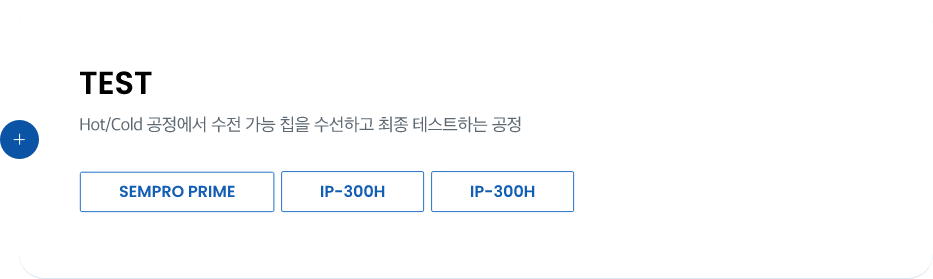 TEST
Hot/Cold 공정에서 수전 가능 칩을 수선하고 최종 테스트하는 공정
SEMPRO PRIME IP-300H IP-300H